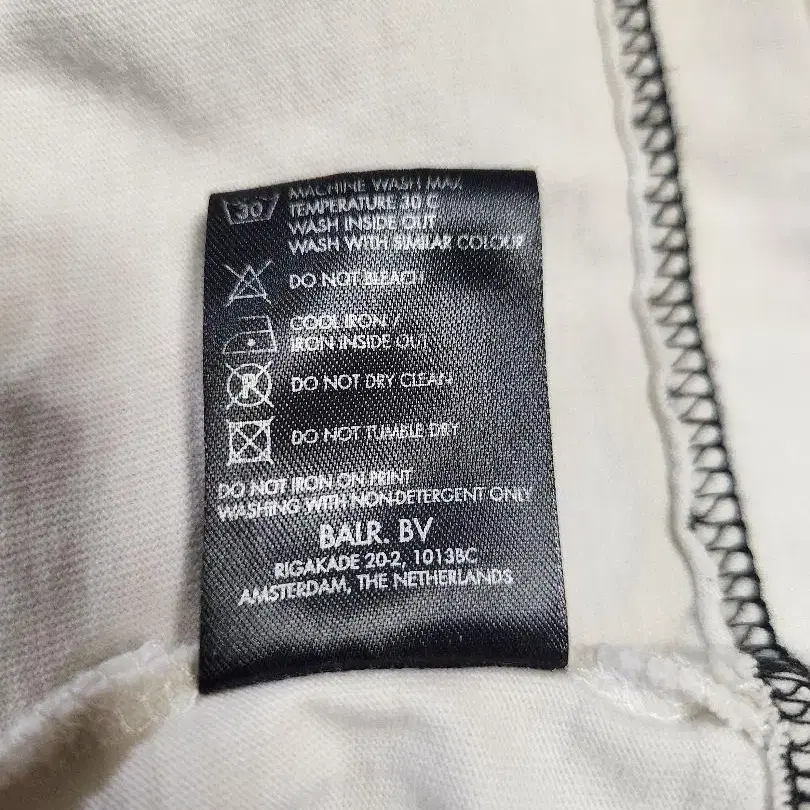 30
MACHINE WASH MAX
TEMPERATURE 30 C
WASH INSIDE OUT
WASH WITH SIMILAR COLOUR
DO NOT BLEACH
COOL IRON /
IRON INSIDE OUT
P
DO NOT DRY CLEAN
DO NOT TUMBLE DRY
DO NOT IRON ON PRINT
WASHING WITH NON-DETERGENT ONLY
BALR. BV
RIGAKADE 20-2, 1013BC
AMSTERDAM, THE NETHERLANDS